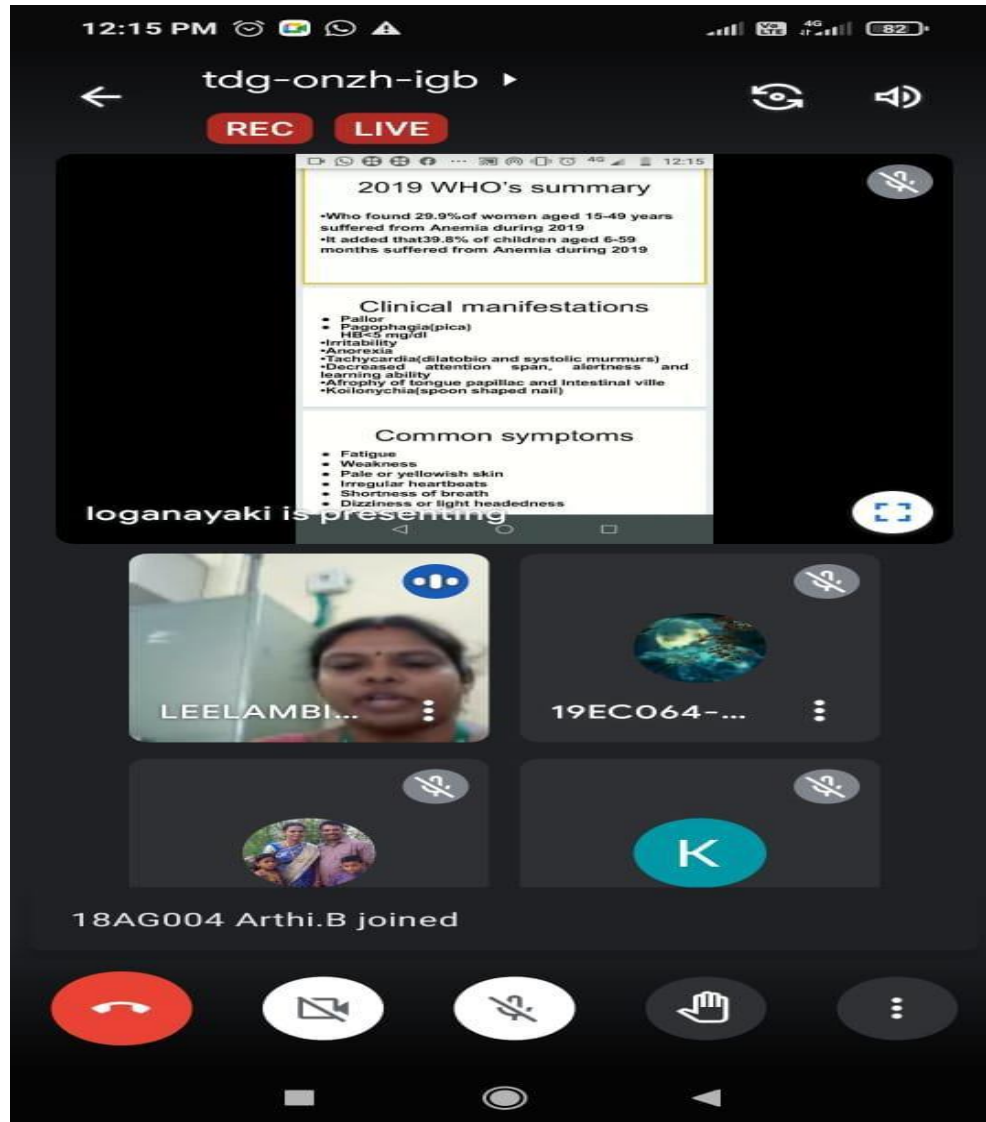 12:15 PM
Vo
LTE
4G
82
tdg-onzh-igb
REC LIVE
4G 12:15
2019 WHO's summary
•Who found 29.9%of women aged 15-49 years
suffered from Anemia during 2019
•It added that39.8% of children aged 6-59
months suffered from Anemia during 2019
Clinical manifestations
• Pallor
• Pagophagia(pica)
HB<5 mg/dl
•Irritability
•Anorexia
•Tachycardia(dilatobio and systolic murmurs)
•Decreased attention span, alertness and
learning ability
•Afrophy of tongue papillac and Intestinal ville
•Koilonychia(spoon shaped nail)
Common symptoms
• Fatigue
• Weakness
• Pale or yellowish skin
• Irregular heartbeats
• Shortness of breath
• Dizziness or light headedness
loganayaki is presenting
LEELAMBI...
19EC064-...
K
18AG004 Arthi.B joined